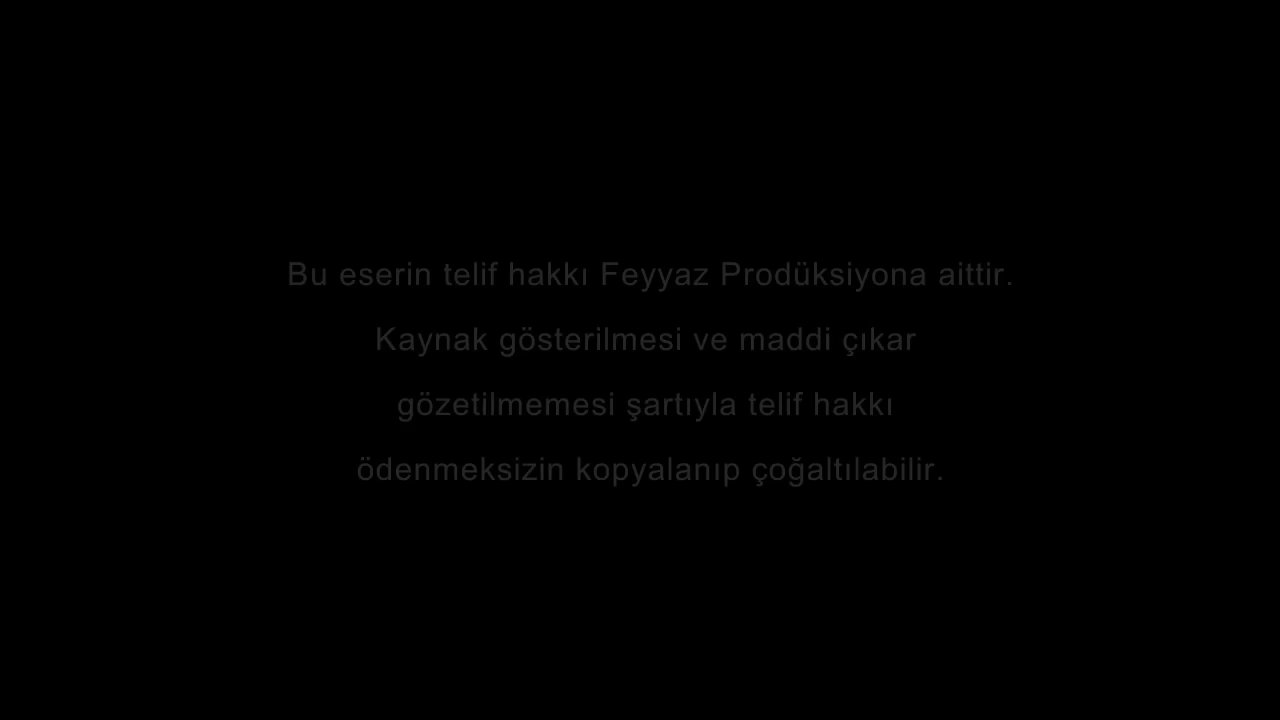 Bu eserin telif hakkı Feyyaz Prodüksiyona aittir.
Kaynak gösterilmesi ve maddi çıkar
gözetilmemesi şartıyla telif hakkı
ödenmeksizin kopyalanıp çoğaltılabilir.